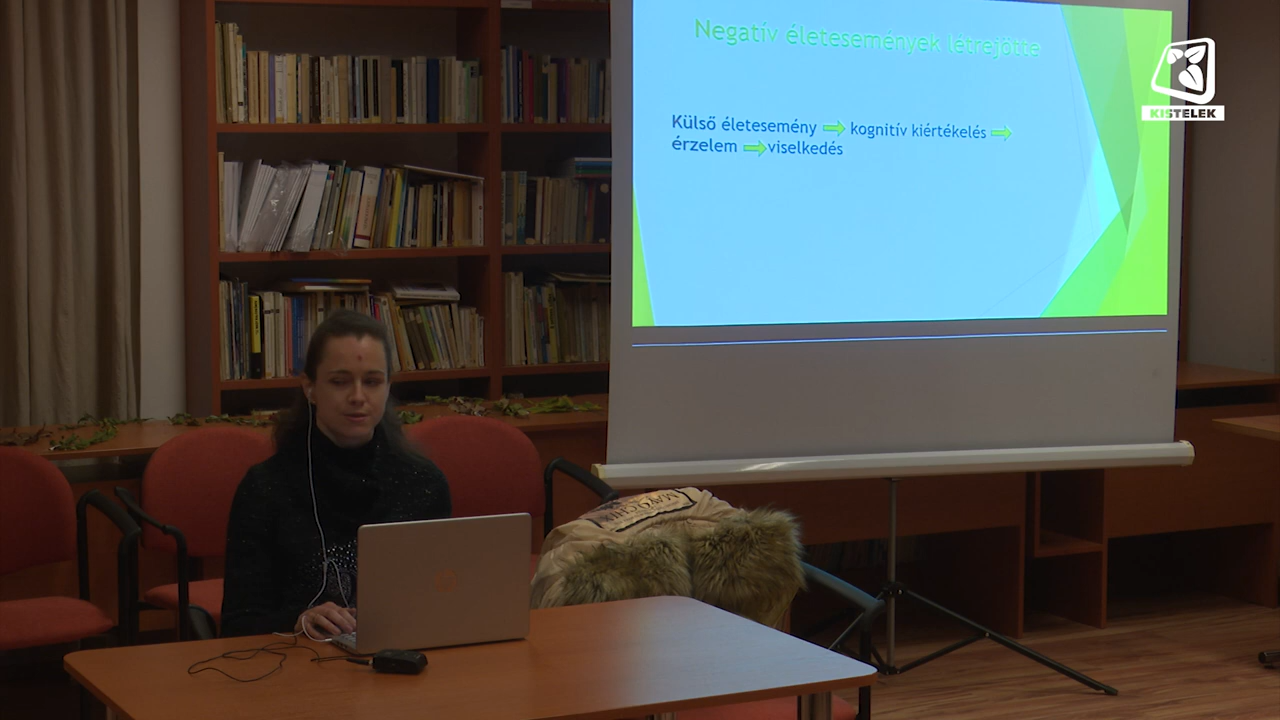 Negatív életesemények létrejötte
Külső életesemény
kognitív kiértékelés
érzelem
viselkedés
KISTELEK